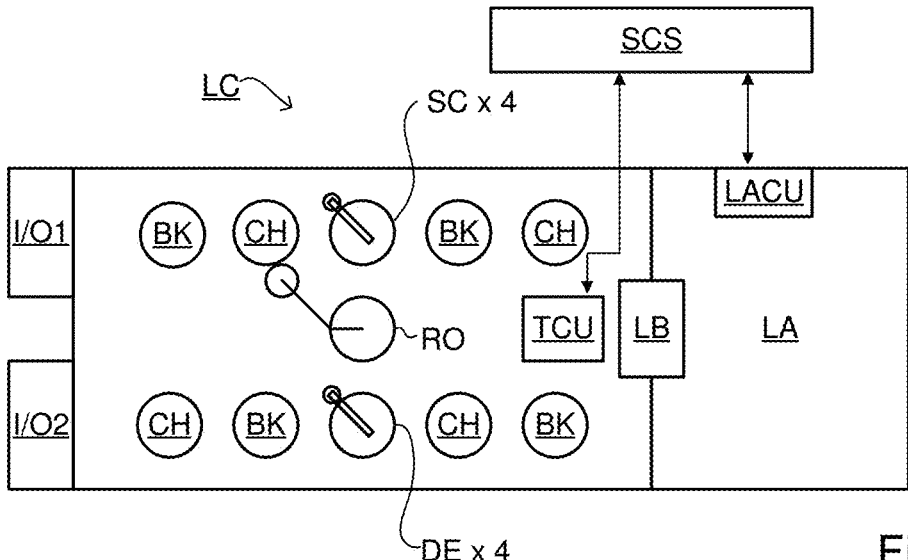 SCS
LC
SC x 4
LACU
I/O1
BK
CH
BK
CH
RO
TCU
LB
LA
I/O2
CH
BK
CH
BK
DE x 4